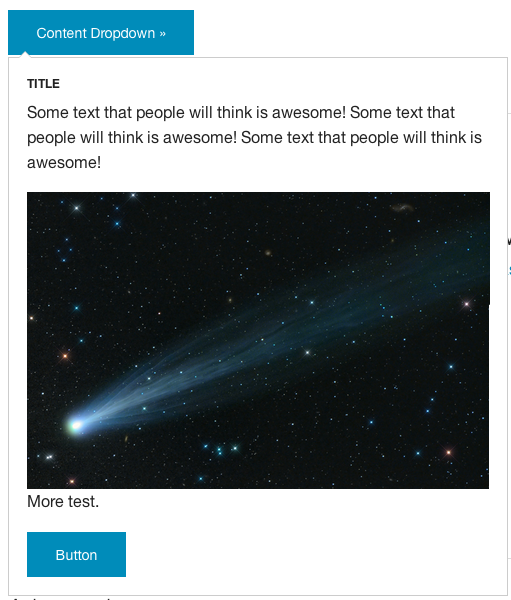 Content Dropdown »
TITLE
Some text that people will think is awesome! Some text that
people will think is awesome! Some text that people will think is
awesome!
More test.
Button